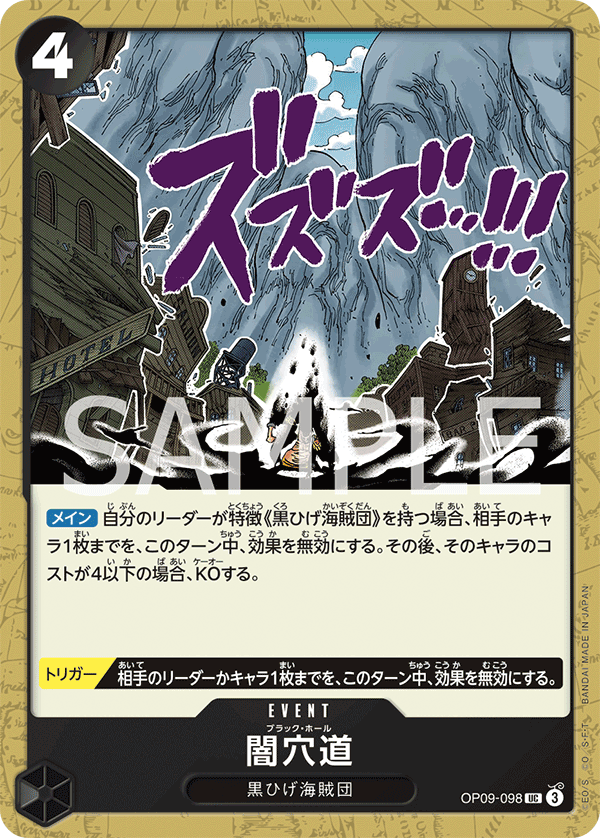 DLICHES EISMEER
4
ズズズ…!!!
HOTEL
SAMPLE
メイン 自分のリーダーが特徴《黒ひげ海賊団》を持つ場合、相手のキャ
ラ1枚までを、このターン中、効果を無効にする。その後、そのキャラのコ
ストが4以下の場合、KOする。
トリガー 相手のリーダーかキャラ1枚までを、このターン中、効果を無効にする。
EVENT
ブラック・ホール
闇穴道
黒ひげ海賊団
OP09-098 UC 3
©E.O./S.,S.,F.,T. BANDAI MADE IN JAPAN